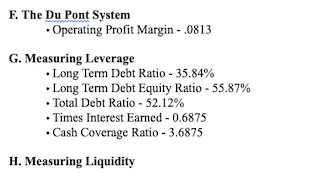 F. The Du Pont System
• Operating Profit Margin - .0813
G. Measuring Leverage
• Long Term Debt Ratio - 35.84%
• Long Term Debt Equity Ratio - 55.87%
• Total Debt Ratio - 52.12%
• Times Interest Earned - 0.6875
• Cash Coverage Ratio - 3.6875
H. Measuring Liquidity